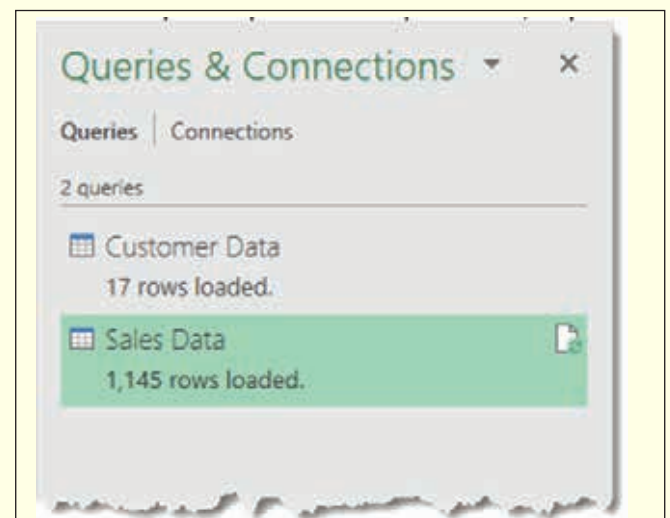 Queries & Connections
Queries | Connections
2 queries
Customer Data
17 rows loaded.
Sales Data
1,145 rows loaded.